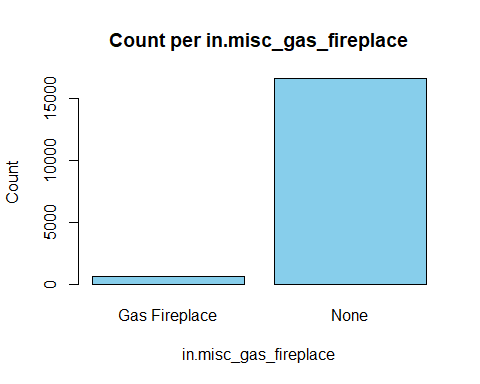 Count per in.misc_gas_fireplace
Count
15000
10000
5000
0
Gas Fireplace
None
in.misc_gas_fireplace